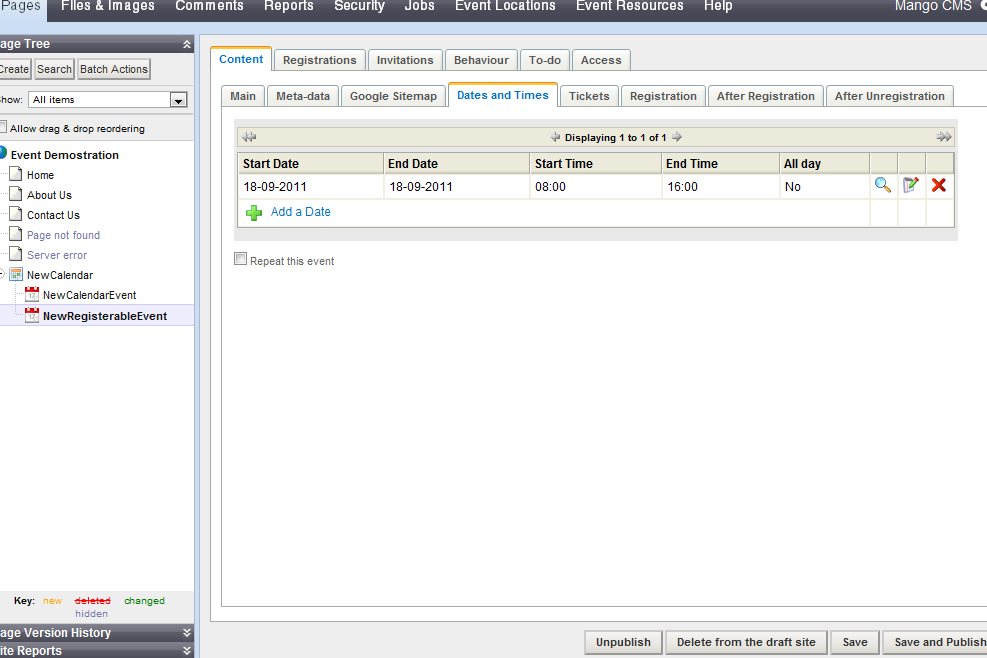 Pages Files & Images Comments Reports Security Jobs Event Locations Event Resources Help Mango CMS
age Tree
Create Search Batch Actions
how: All items
Allow drag & drop reordering
Event Demostration
Home
About Us
Contact Us
Page not found
Server error
NewCalendar
NewCalendarEvent
NewRegisterableEvent
Key: new deleted changed
hidden
age Version History
ite Reports
Content Registrations Invitations Behaviour To-do Access
Main Meta-data Google Sitemap Dates and Times Tickets Registration After Registration After Unregistration
Displaying 1 to 1 of 1
Start Date End Date Start Time End Time All day
18-09-2011 18-09-2011 08:00 16:00 No
Add a Date
Repeat this event
Unpublish Delete from the draft site Save Save and Publish